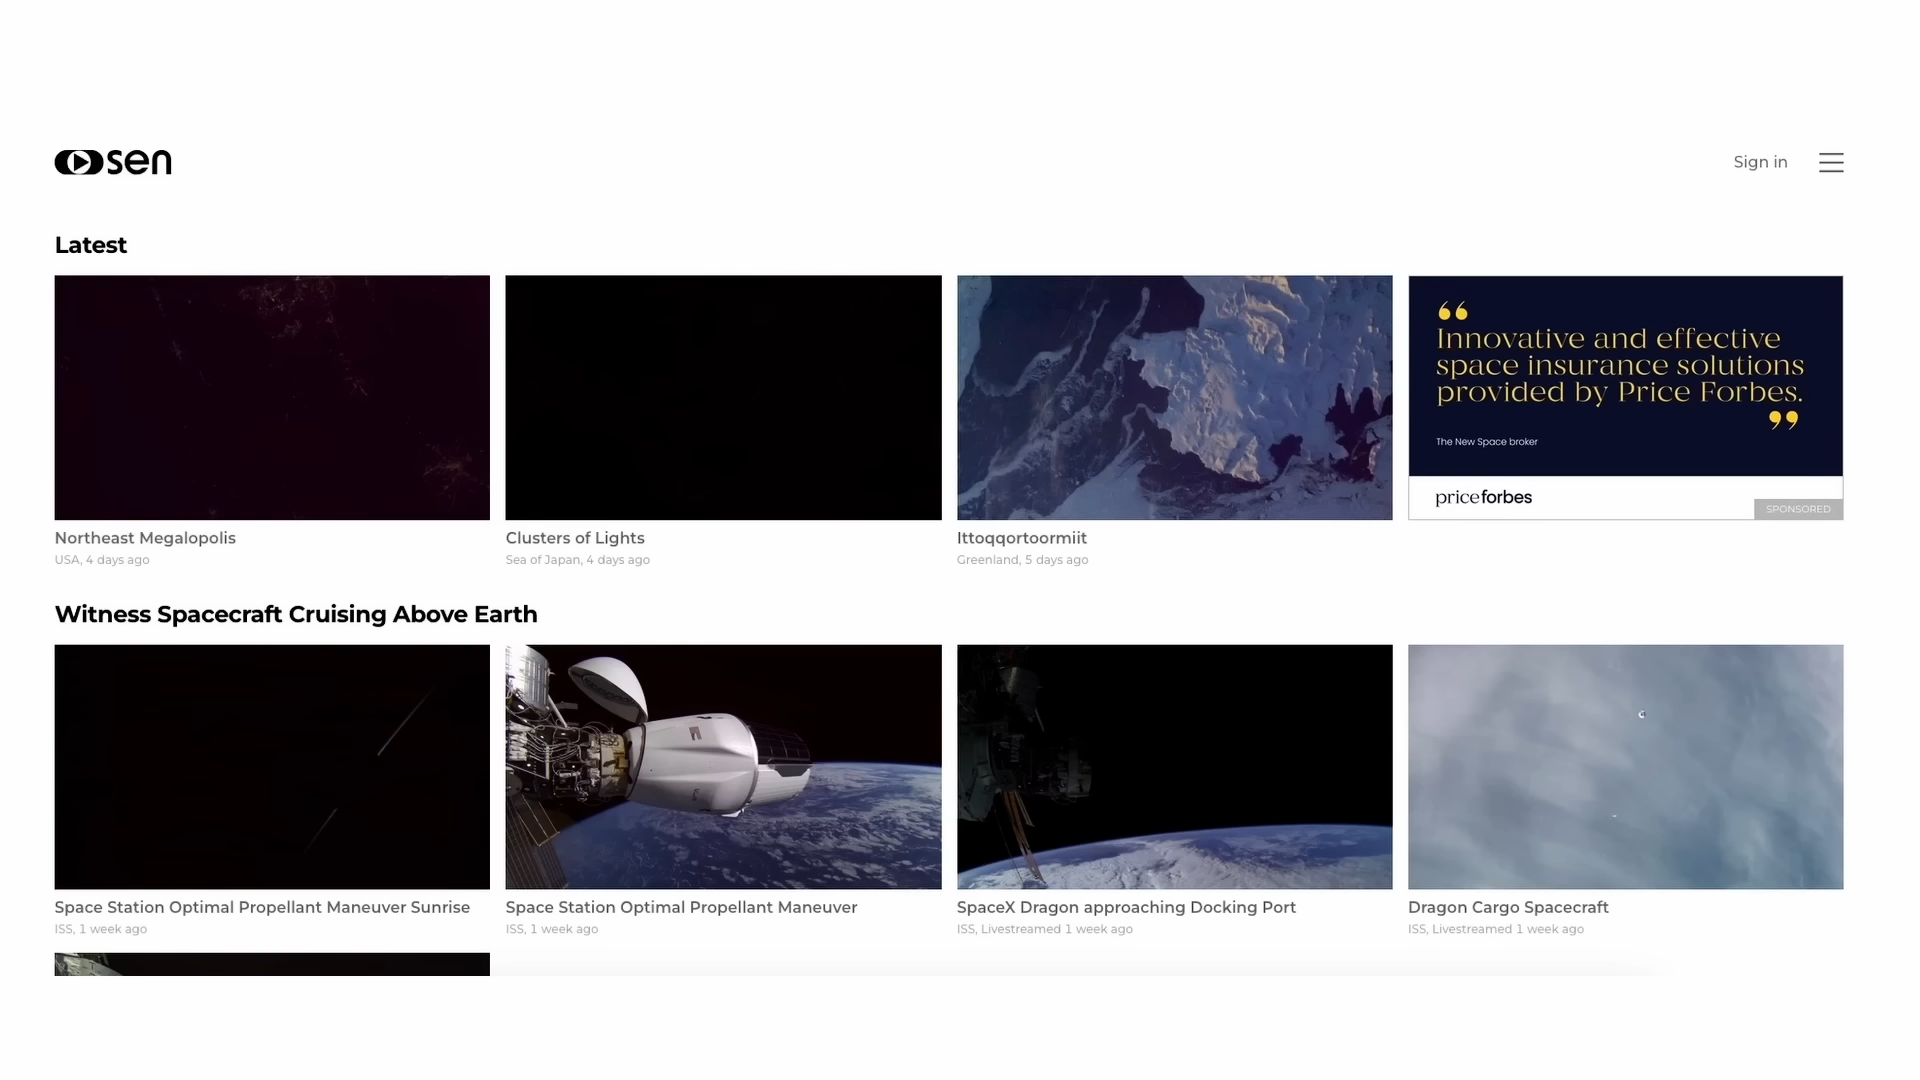 sen
Sign in
Latest
“
Innovative and effective
space insurance solutions
provided by Price Forbes.
”
The New Space broker
priceforbes
SPONSORED
Northeast Megalopolis
USA, 4 days ago
Clusters of Lights
Sea of Japan, 4 days ago
Ittoqqortoormiit
Greenland, 5 days ago
Witness Spacecraft Cruising Above Earth
Space Station Optimal Propellant Maneuver Sunrise
ISS, 1 week ago
Space Station Optimal Propellant Maneuver
ISS, 1 week ago
SpaceX Dragon approaching Docking Port
ISS, Livestreamed 1 week ago
Dragon Cargo Spacecraft
ISS, Livestreamed 1 week ago